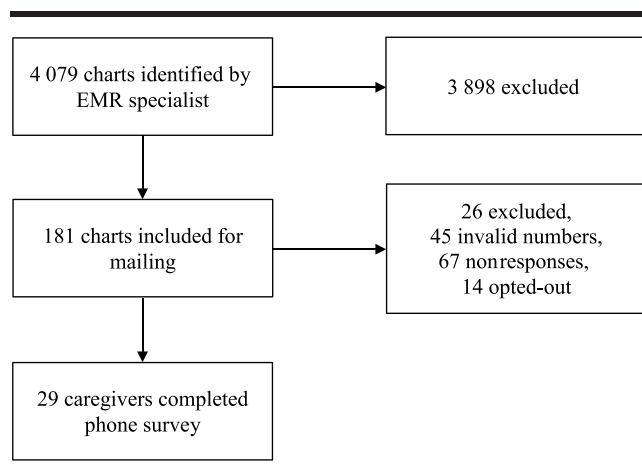 4 079 charts identified by
EMR specialist
3 898 excluded
181 charts included for
mailing
26 excluded,
45 invalid numbers,
67 nonresponses,
14 opted-out
29 caregivers completed
phone survey